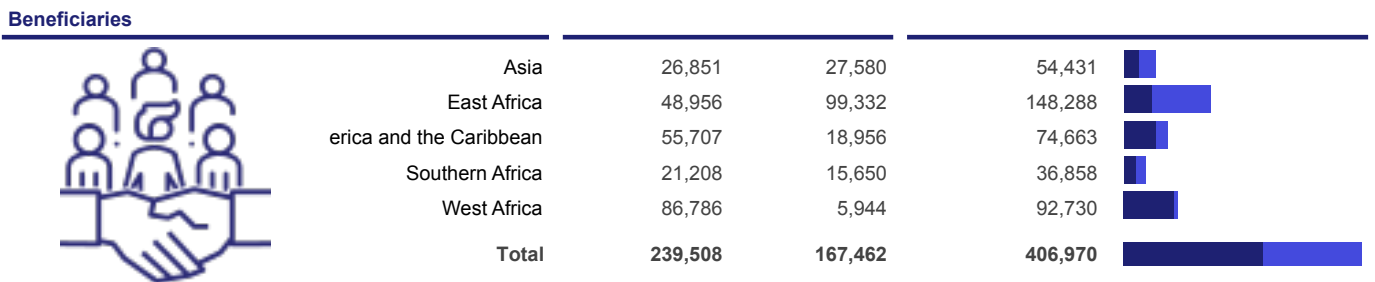 Beneficiaries
Asia 26,851 27,580 54,431
East Africa 48,956 99,332 148,288
erica and the Caribbean 55,707 18,956 74,663
Southern Africa 21,208 15,650 36,858
West Africa 86,786 5,944 92,730
Total 239,508 167,462 406,970